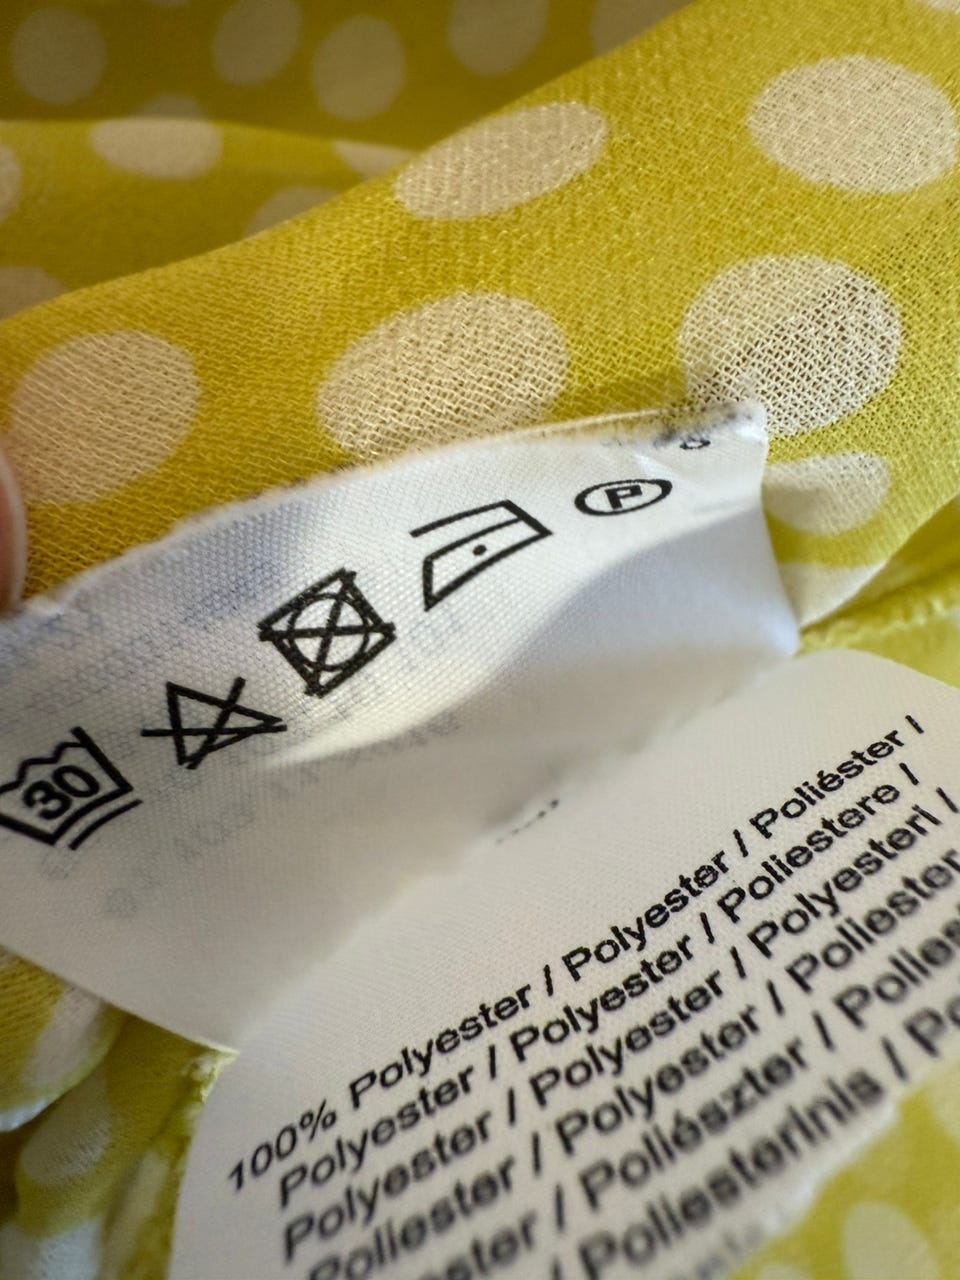 30
P
100% Polyester / Polyester / Poliéster /
Polyester / Polyester / Poliestere /
Polyester / Polyester / Polyesteri /
Poliester / Polyester / Poliester
Poliészter /
Poliesterinis /